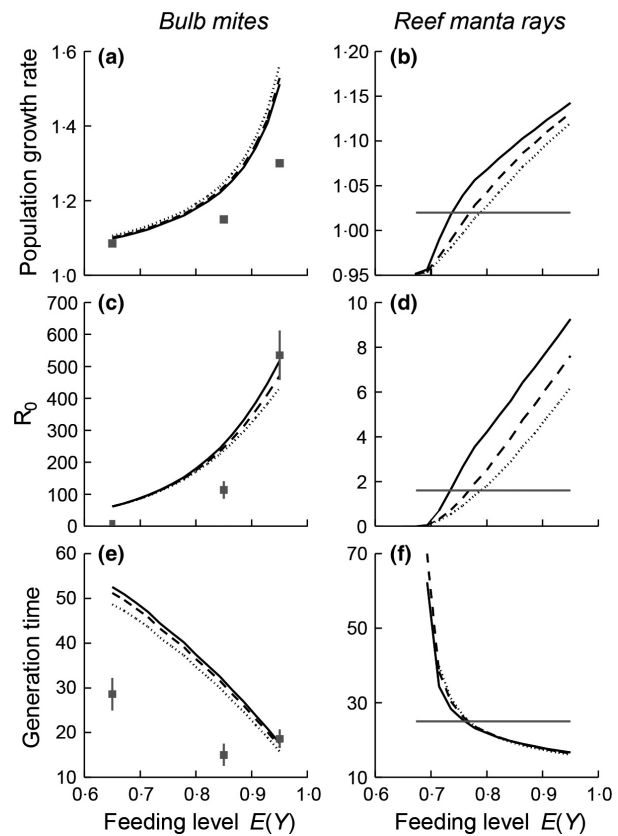 Bulb mites
Reef manta rays
(a)
Population growth rate
1·6
1·4
1·2
1·0
(b)
1·20
1·15
1·10
1·05
1·00
0·95
(c)
R0
700
600
500
400
300
200
100
0
(d)
10
8
6
4
2
0
(e)
Generation time
60
50
40
30
20
10
0·6 0·7 0·8 0·9 1·0
Feeding level E(Y)
(f)
70
50
30
10
0·6 0·7 0·8 0·9 1·0
Feeding level E(Y)